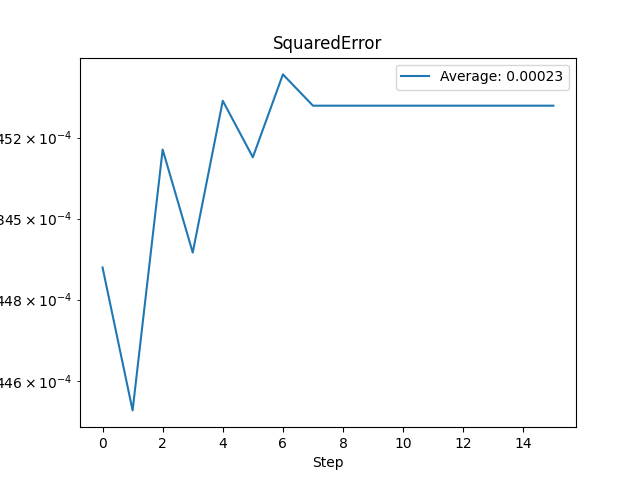 SquaredError
Average: 0.00023
452 × 10⁻⁴
345 × 10⁻⁴
448 × 10⁻⁴
446 × 10⁻⁴
0 2 4 6 8 10 12 14
Step